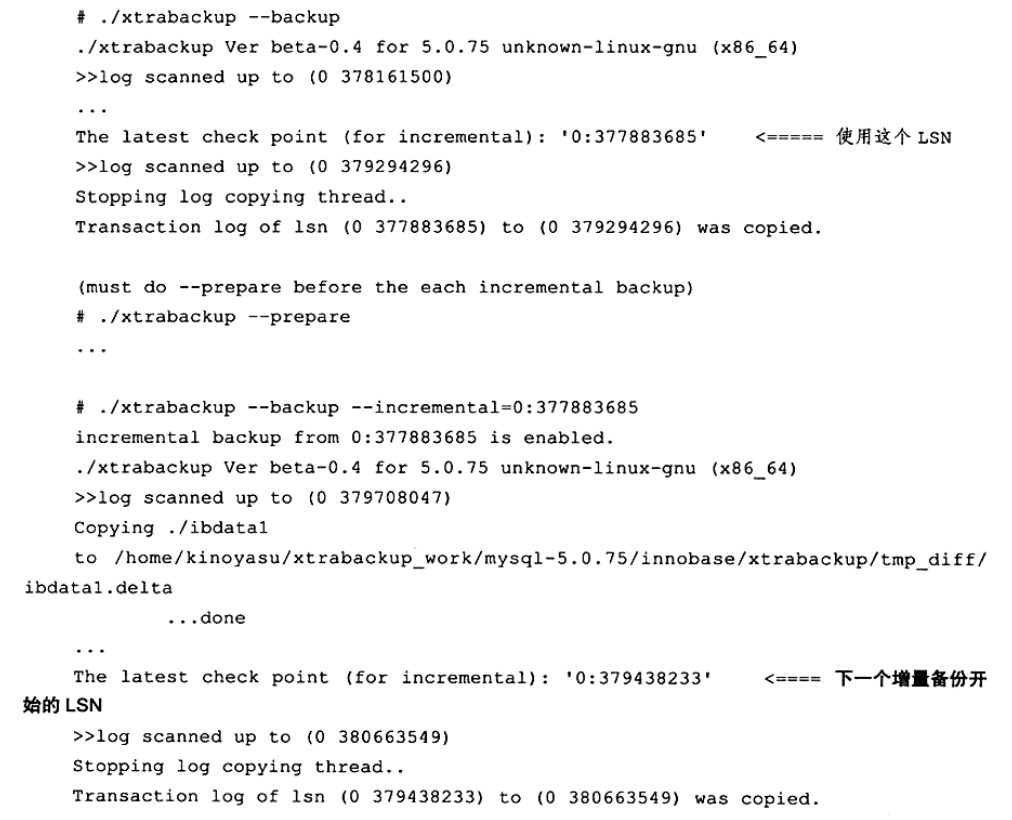 # ./xtrabackup --backup
./xtrabackup Ver beta-0.4 for 5.0.75 unknown-linux-gnu (x86_64)
>>log scanned up to (0 378161500)
...
The latest check point (for incremental): '0:377883685' <===== 使用这个 LSN
>>log scanned up to (0 379294296)
Stopping log copying thread..
Transaction log of lsn (0 377883685) to (0 379294296) was copied.
(must do --prepare before the each incremental backup)
# ./xtrabackup --prepare
...
# ./xtrabackup --backup --incremental=0:377883685
incremental backup from 0:377883685 is enabled.
./xtrabackup Ver beta-0.4 for 5.0.75 unknown-linux-gnu (x86_64)
>>log scanned up to (0 379708047)
Copying ./ibdata1
to /home/kinoyasu/xtrabackup_work/mysql-5.0.75/innobase/xtrabackup/tmp_diff/
ibdata1.delta
...done
...
The latest check point (for incremental): '0:379438233' <==== 下一个增量备份开
始的 LSN
>>log scanned up to (0 380663549)
Stopping log copying thread..
Transaction log of lsn (0 379438233) to (0 380663549) was copied.